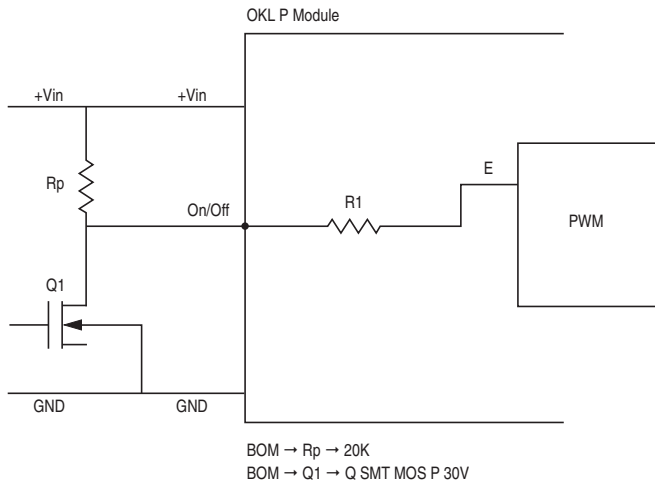 OKL P Module
+Vin
+Vin
E
Rp
R1
On/Off
PWM
Q1
GND
GND
BOM → Rp → 20K
BOM → Q1 → Q SMT MOS P 30V